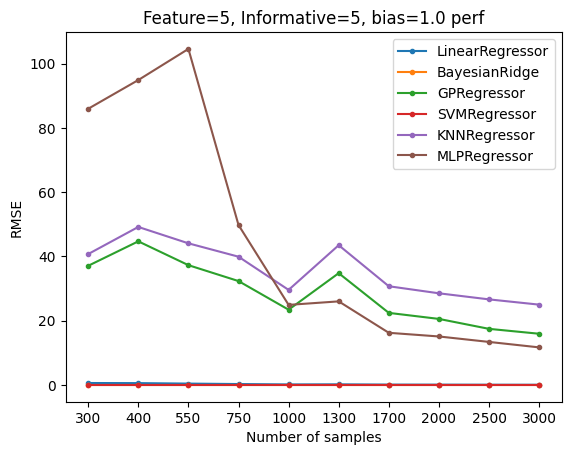 Feature=5, Informative=5, bias=1.0 perf
LinearRegressor
BayesianRidge
GPRegressor
SVMRegressor
KNNRegressor
MLPRegressor
100
80
60
40
20
0
RMSE
300 400 550 750 1000 1300 1700 2000 2500 3000
Number of samples